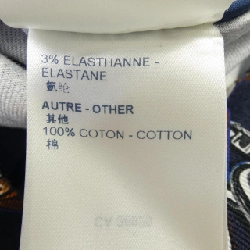 3% ELASTHANNE -
ELASTANE
氨纶
AUTRE - OTHER
其他
100% COTON - COTTON
棉